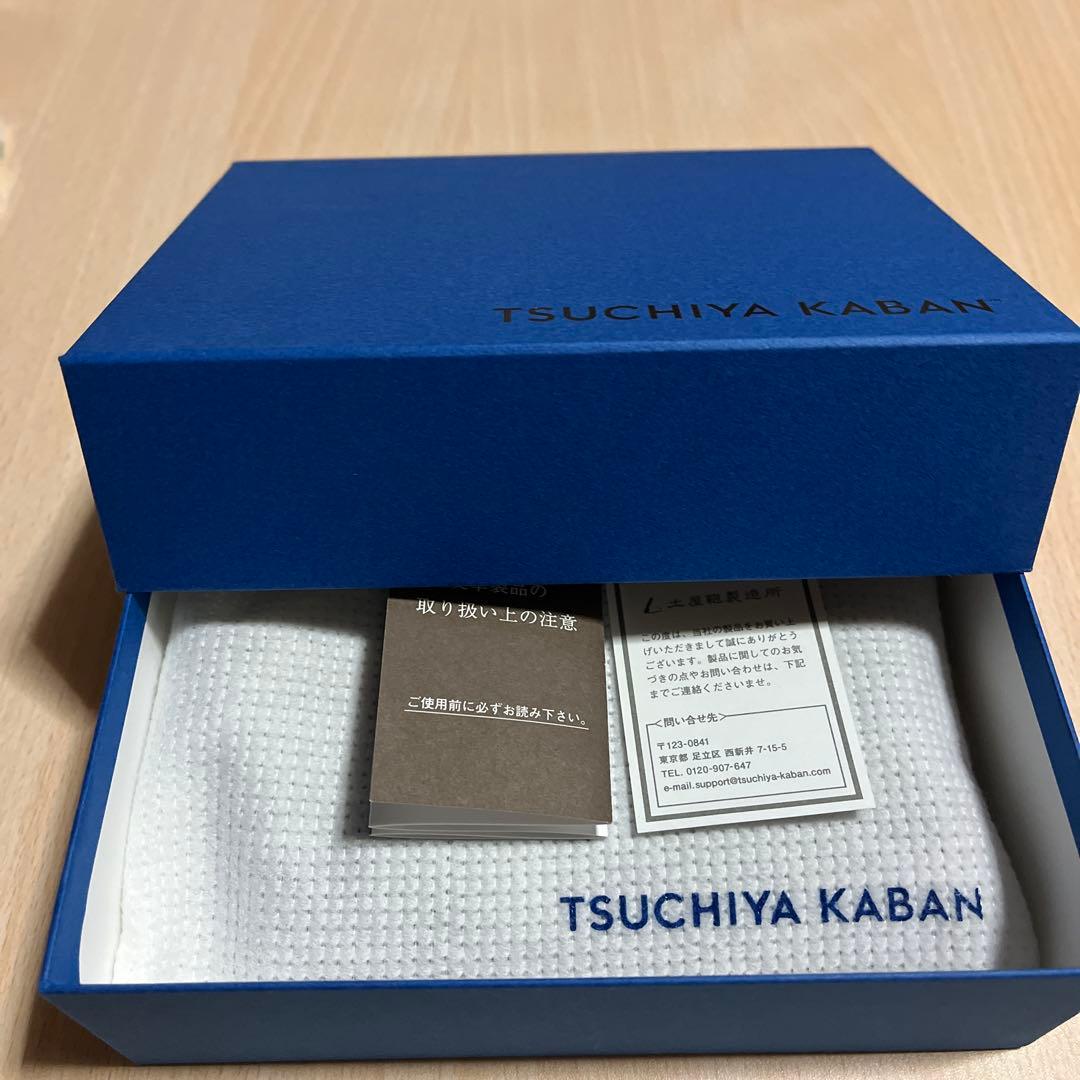 TSUCHIYA KABAN
革製品の
取り扱い上の注意
ご使用前に必ずお読み下さい。
土屋鞄製造所
この度は、当社の製品をお買い上
げいただきまして誠にありがとう
ございます。製品に関してのお気
づきの点やお問い合わせは、下記
までご連絡くださいませ。
<問い合せ先>
〒123-0841
東京都 足立区 西新井 7-15-5
TEL. 0120-907-647
e-mail.support@tsuchiya-kaban.com
TSUCHIYA KABAN